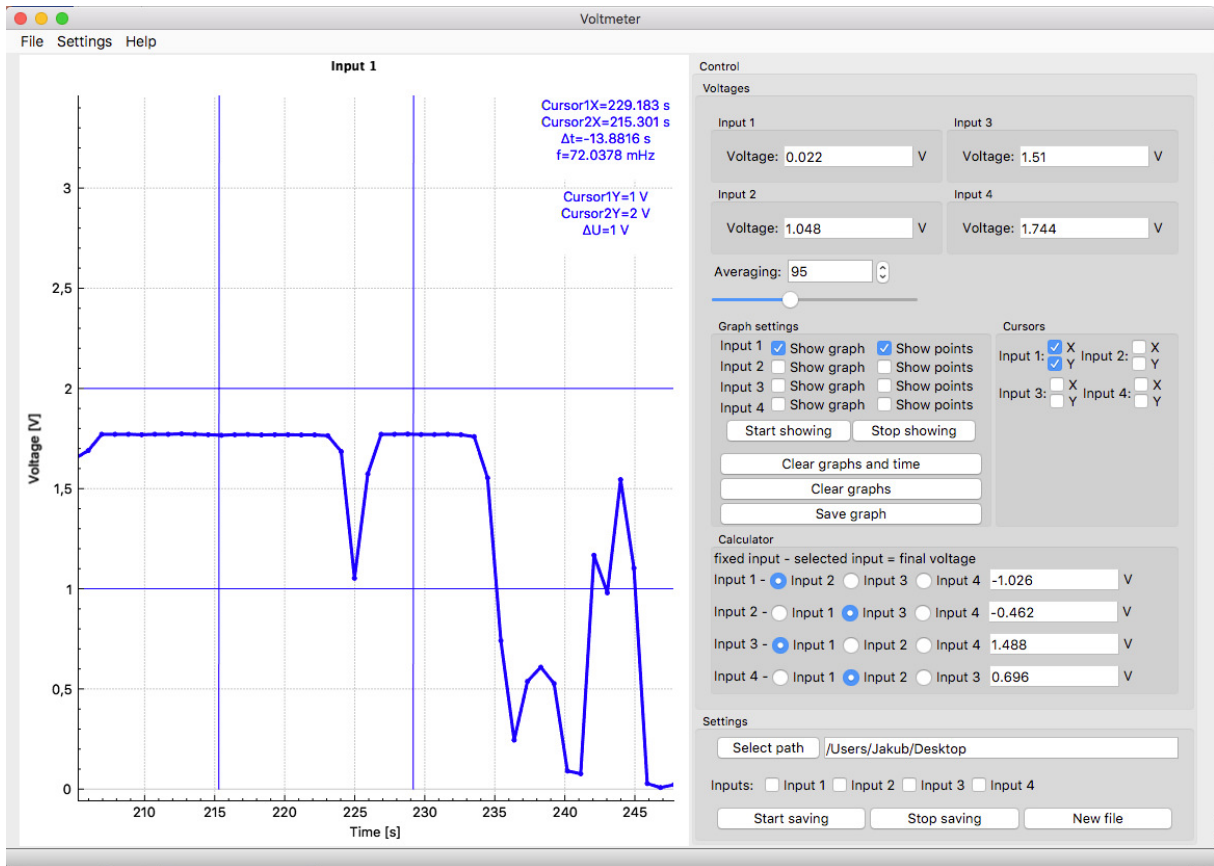 Voltmeter
File Settings Help
Input 1
Cursor1X=229.183 s
Cursor2X=215.301 s
Δt=-13.8816 s
f=72.0378 mHz
Cursor1Y=1 V
Cursor2Y=2 V
ΔU=1 V
3
2,5
2
1,5
1
0,5
0
Voltage [V]
210 215 220 225 230 235 240 245
Time [s]
Control
Voltages
Input 1 Input 3
Voltage: 0.022 V Voltage: 1.51 V
Input 2 Input 4
Voltage: 1.048 V Voltage: 1.744 V
Averaging: 95
Graph settings Cursors
Input 1 Show graph Show points
Input 2 Show graph Show points
Input 3 Show graph Show points
Input 4 Show graph Show points
Input 1: X Y Input 2: X Y
Input 3: X Y Input 4: X Y
Start showing Stop showing
Clear graphs and time
Clear graphs
Save graph
Calculator
fixed input - selected input = final voltage
Input 1 - Input 2 Input 3 Input 4 -1.026 V
Input 2 - Input 1 Input 3 Input 4 -0.462 V
Input 3 - Input 1 Input 2 Input 4 1.488 V
Input 4 - Input 1 Input 2 Input 3 0.696 V
Settings
Select path /Users/Jakub/Desktop
Inputs: Input 1 Input 2 Input 3 Input 4
Start saving Stop saving New file